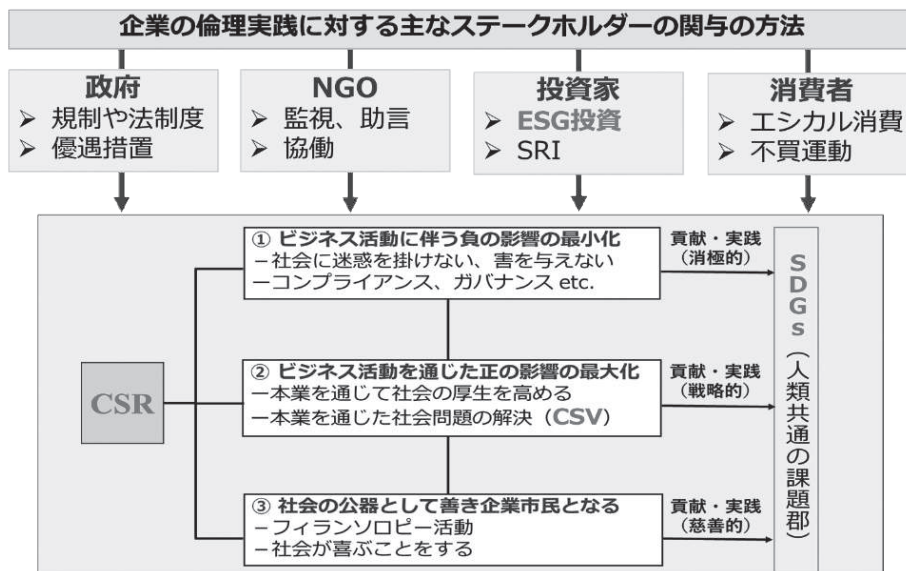 企業の倫理実践に対する主なステークホルダーの関与の方法
政府
➢ 規制や法制度
➢ 優遇措置
NGO
➢ 監視、助言
➢ 協働
投資家
➢ ESG投資
➢ SRI
消費者
➢ エシカル消費
➢ 不買運動
CSR
① ビジネス活動に伴う負の影響の最小化
－社会に迷惑を掛けない、害を与えない
ーコンプライアンス、ガバナンス etc.
貢献・実践
（消極的）
② ビジネス活動を通じた正の影響の最大化
―本業を通じて社会の厚生を高める
―本業を通じた社会問題の解決（CSV）
貢献・実践
（戦略的）
③ 社会の公器として善き企業市民となる
－フィランソロピー活動
－社会が喜ぶことをする
貢献・実践
（慈善的）
SDGs（人類共通の課題郡）